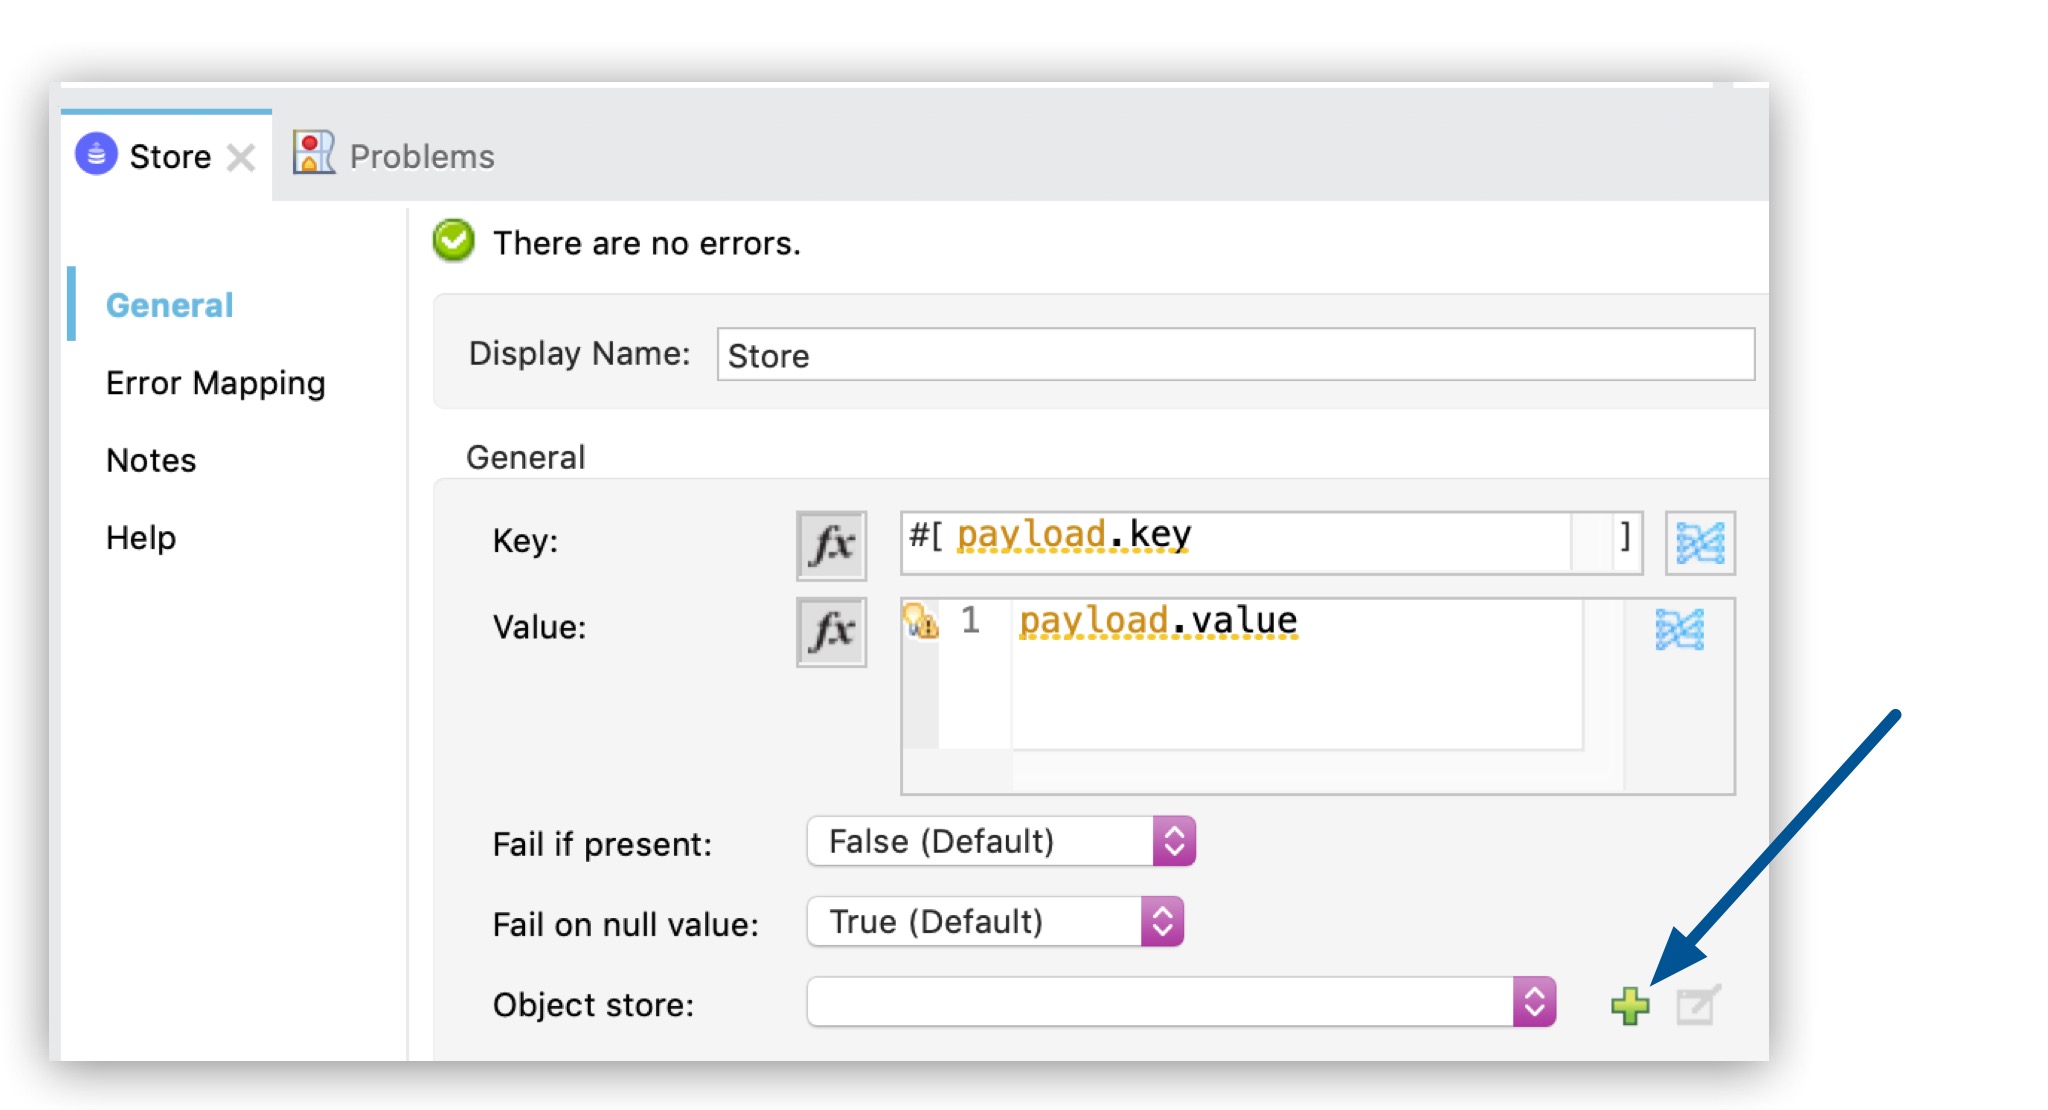 Store
Problems
There are no errors.
General
Display Name: Store
Error Mapping
General
Notes
Key: fx #[ payload.key ]
Help
Value: fx 1 payload.value
Fail if present: False (Default)
Fail on null value: True (Default)
Object store: